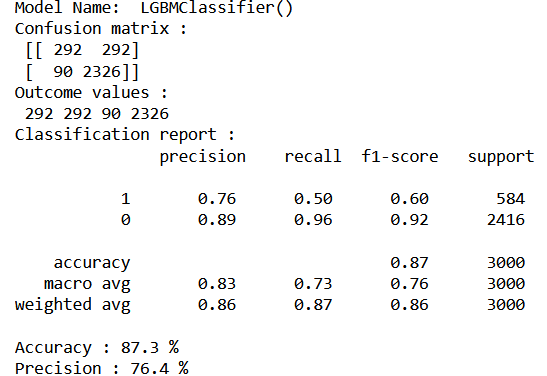 Model Name:  LGBMClassifier()
Confusion matrix :
 [[ 292  292]
 [  90 2326]]
Outcome values :
 292 292 90 2326
Classification report :
              precision    recall  f1-score   support

           1       0.76      0.50      0.60       584
           0       0.89      0.96      0.92      2416

    accuracy                           0.87      3000
   macro avg       0.83      0.73      0.76      3000
weighted avg       0.86      0.87      0.86      3000

Accuracy : 87.3 %
Precision : 76.4 %